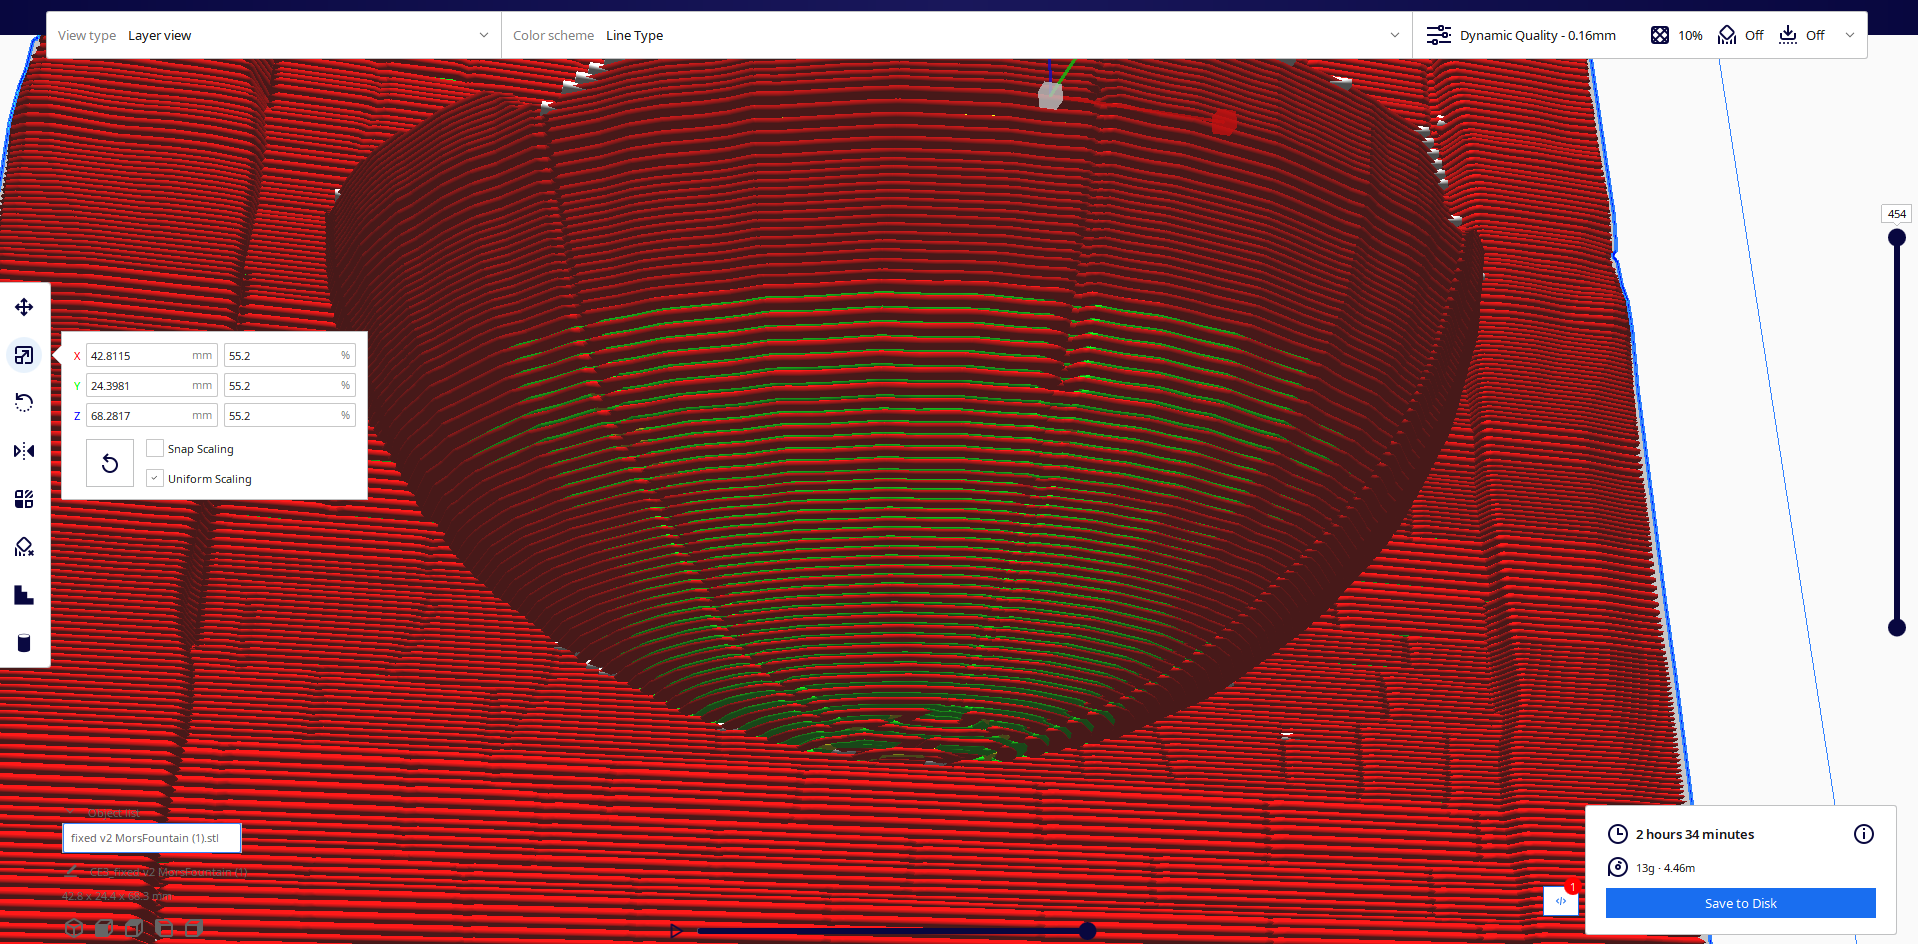 View type Layer view
Color scheme Line Type
Dynamic Quality - 0.16mm
10%
Off
Off
454
X 42.8115 mm 55.2 %
Y 24.3981 mm 55.2 %
Z 68.2817 mm 55.2 %
Snap Scaling
Uniform Scaling
Object list
fixed v2 MorsFountain (1).stl
CE3_fixed v2 MorsFountain (1)
42.8 x 24.4 x 68.3 mm
1
</>
2 hours 34 minutes
13g · 4.46m
Save to Disk